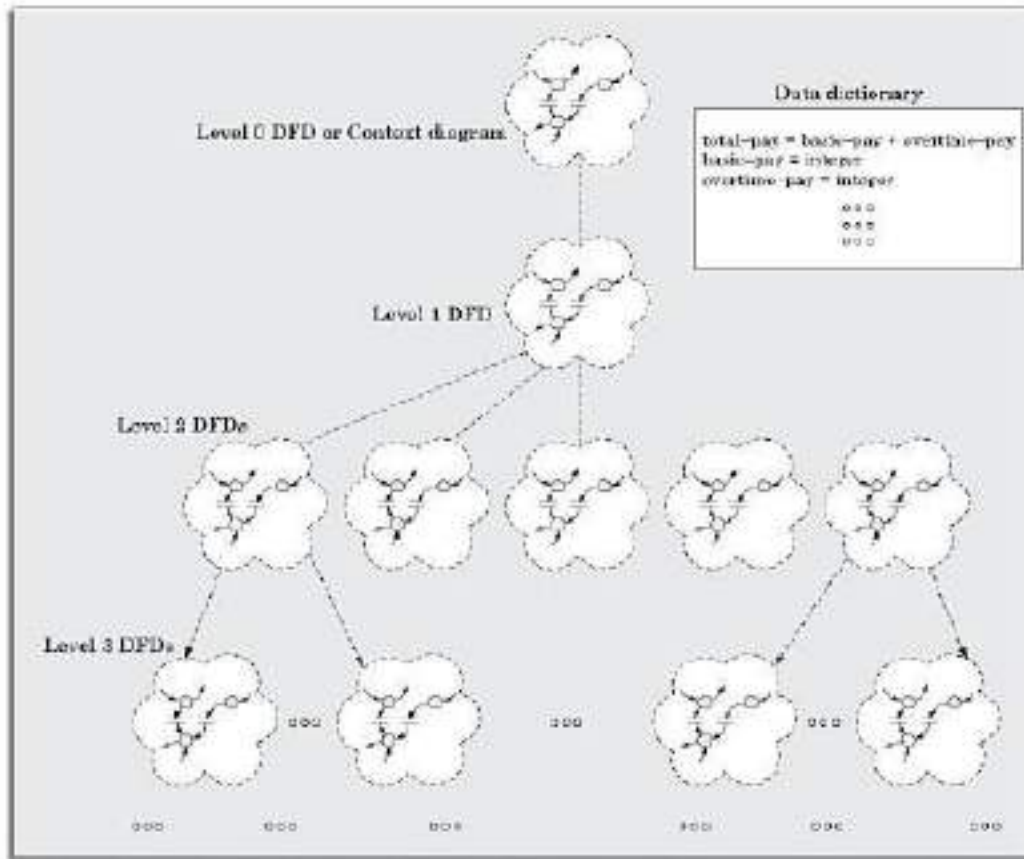 Data dictionary
Level 0 DFD or Context diagram
total-pay = basic-pay + overtime-pay
basic-pay = integer
overtime-pay = integer
Level 1 DFD
Level 2 DFDs
Level 3 DFDs